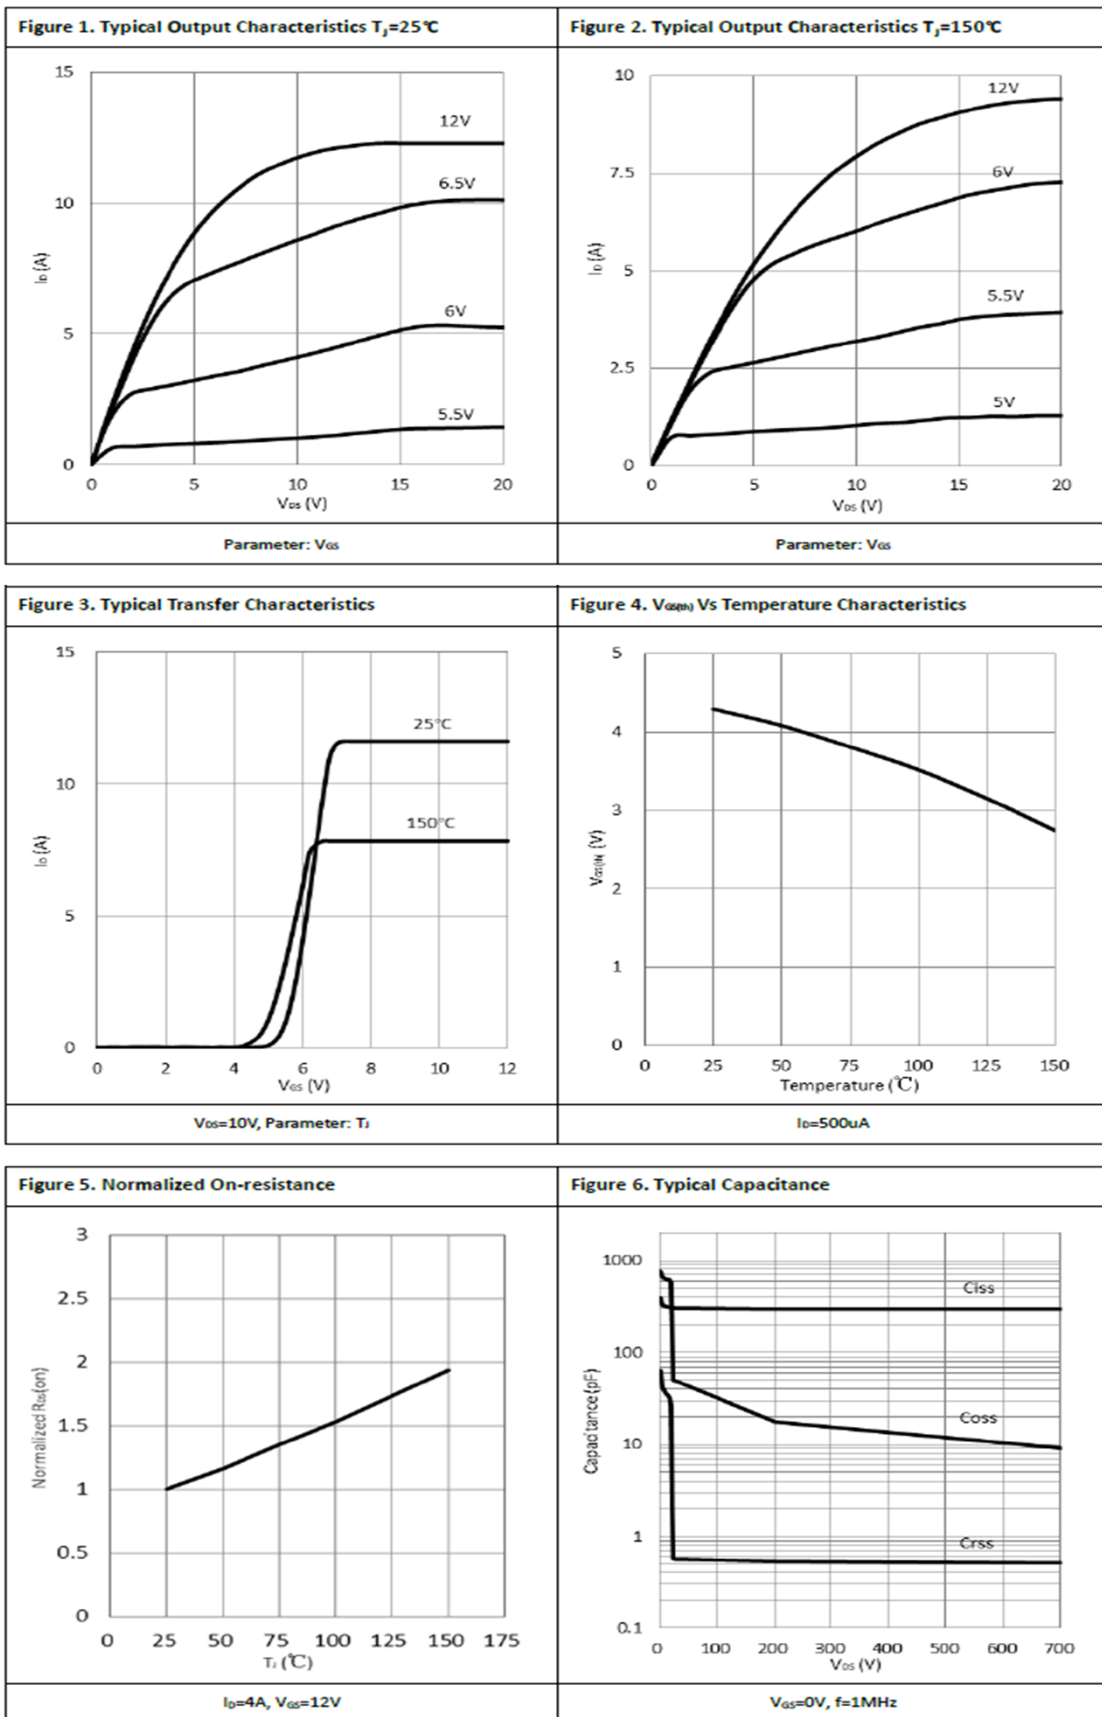 Figure 1. Typical Output Characteristics TJ=25℃
Figure 2. Typical Output Characteristics TJ=150℃
15
10
5
0
0 5 10 15 20
ID (A)
VDS (V)
12V
6.5V
6V
5.5V
10
7.5
5
2.5
0
0 5 10 15 20
ID (A)
VDS (V)
12V
6V
5.5V
5V
Parameter: VGS
Parameter: VGS
Figure 3. Typical Transfer Characteristics
Figure 4. VGS(th) Vs Temperature Characteristics
15
10
5
0
0 2 4 6 8 10 12
ID (A)
VGS (V)
25℃
150℃
5
4
3
2
1
0
0 25 50 75 100 125 150
VGS(th) (V)
Temperature (℃)
VDS=10V, Parameter: TJ
ID=500uA
Figure 5. Normalized On-resistance
Figure 6. Typical Capacitance
3
2.5
2
1.5
1
0.5
0
0 25 50 75 100 125 150 175
Normalized RDS(on)
TJ (℃)
1000
100
10
1
0.1
0 100 200 300 400 500 600 700
Capacitance (pF)
VDS (V)
Ciss
Coss
Crss
ID=4A, VGS=12V
VGS=0V, f=1MHz